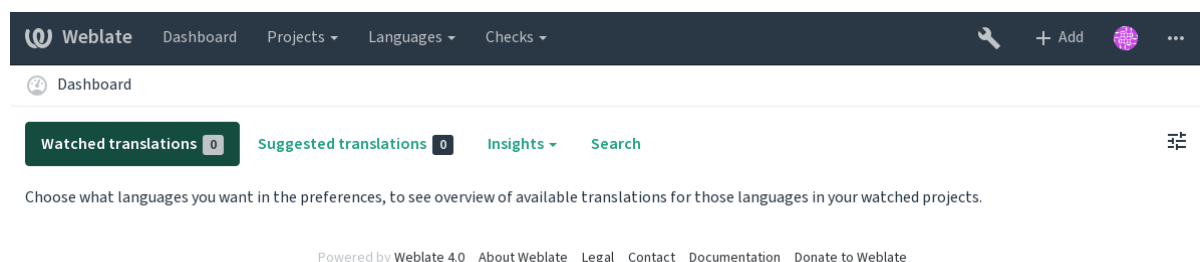 Weblate Dashboard Projects Languages Checks + Add ...
Dashboard
Watched translations 0 Suggested translations 0 Insights Search
Choose what languages you want in the preferences, to see overview of available translations for those languages in your watched projects.
Powered by Weblate 4.0 About Weblate Legal Contact Documentation Donate to Weblate